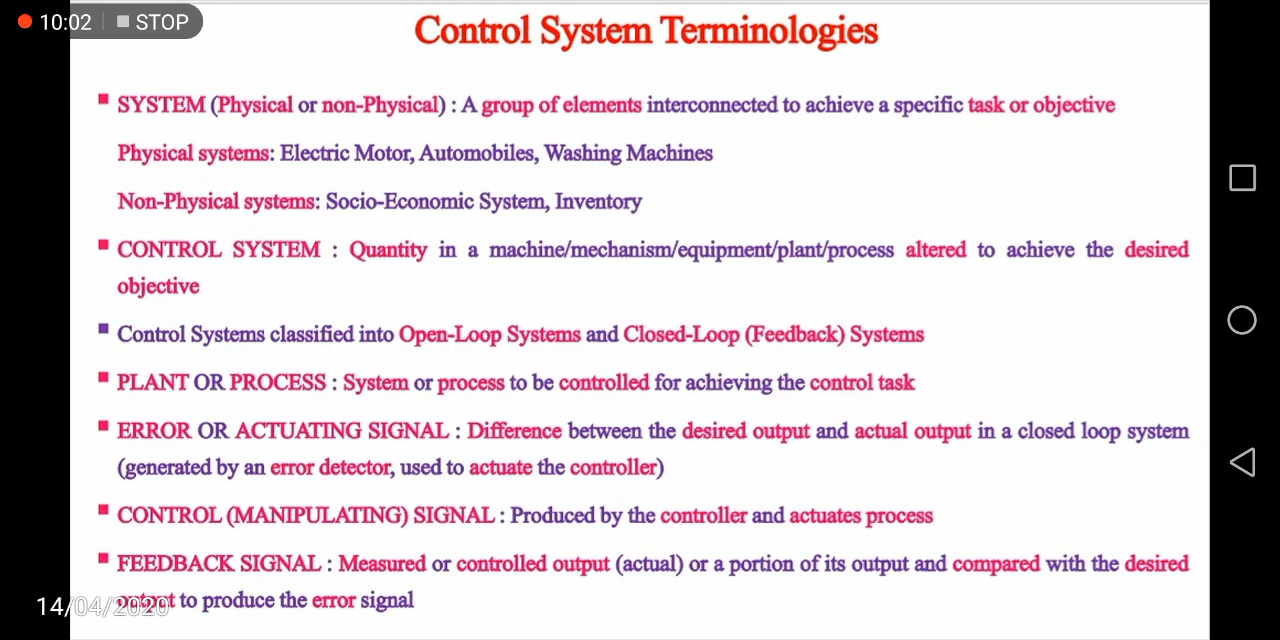 10:02 STOP
Control System Terminologies
SYSTEM (Physical or non-Physical) : A group of elements interconnected to achieve a specific task or objective
Physical systems: Electric Motor, Automobiles, Washing Machines
Non-Physical systems: Socio-Economic System, Inventory
CONTROL SYSTEM : Quantity in a machine/mechanism/equipment/plant/process altered to achieve the desired
objective
Control Systems classified into Open-Loop Systems and Closed-Loop (Feedback) Systems
PLANT OR PROCESS : System or process to be controlled for achieving the control task
ERROR OR ACTUATING SIGNAL : Difference between the desired output and actual output in a closed loop system
(generated by an error detector, used to actuate the controller)
CONTROL (MANIPULATING) SIGNAL : Produced by the controller and actuates process
FEEDBACK SIGNAL : Measured or controlled output (actual) or a portion of its output and compared with the desired
output to produce the error signal
14/04/2020